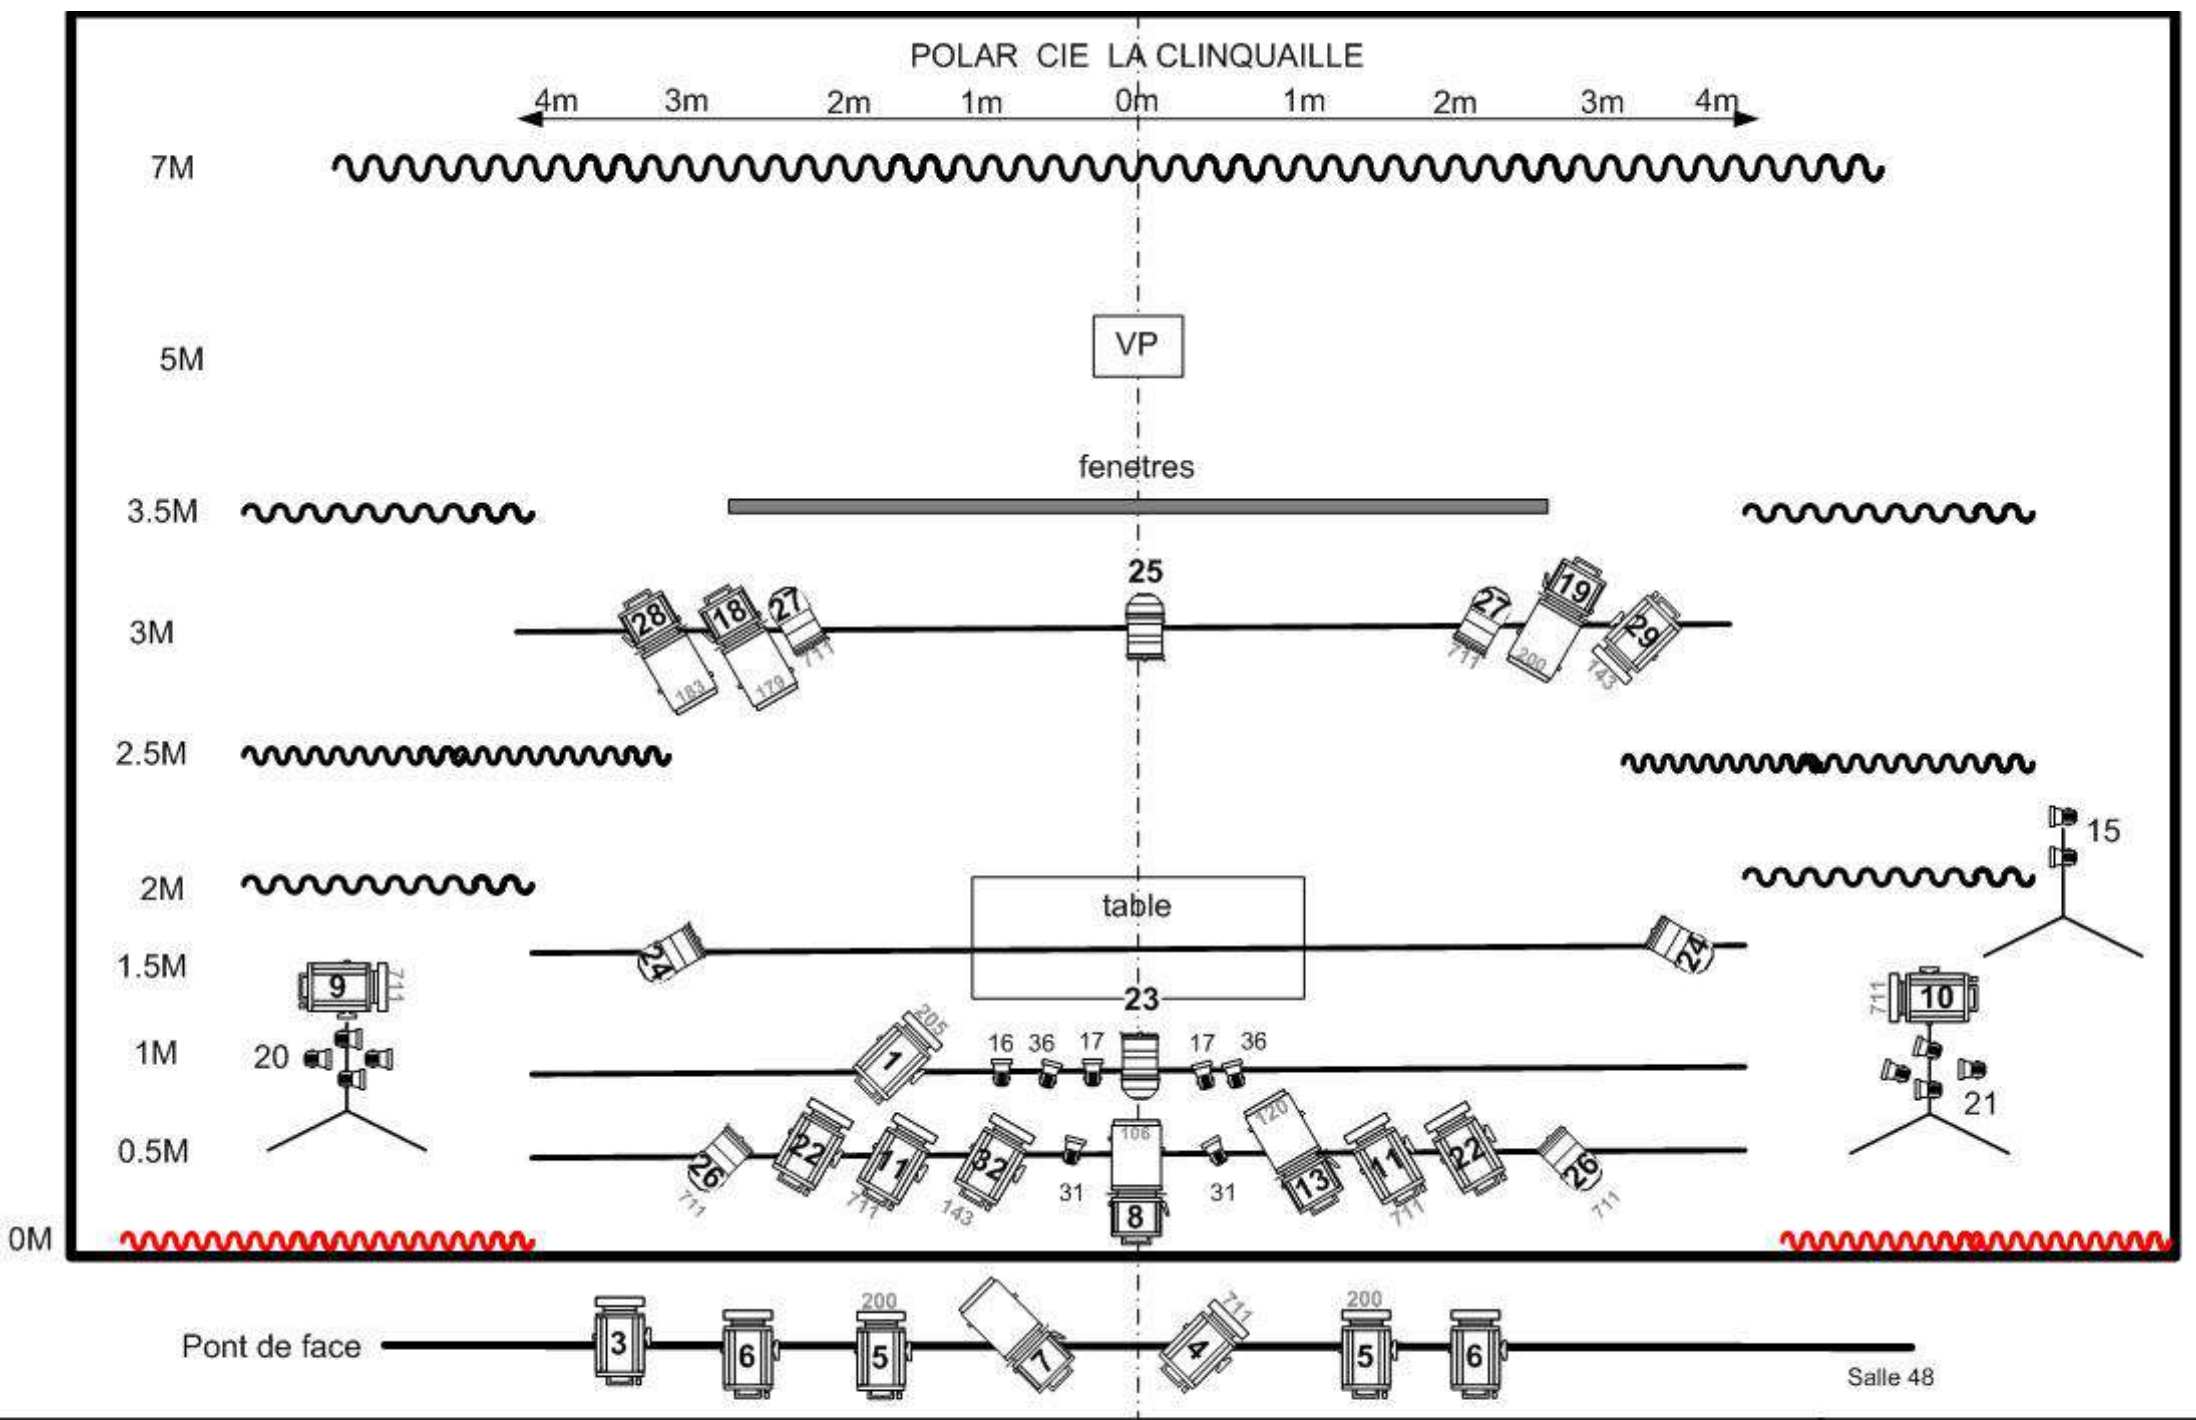 POLAR CIE LA CLINQUAILLE
4m 3m 2m 1m 0m 1m 2m 3m 4m
7M
5M
VP
fenetres
3.5M
25
3M
28 18 27 27 19 29
183 179 711 711 200 143
2.5M
15
2M
table
24 24
1.5M
9 711
711 10
23
205
1
16 36 17 17 36
1M
20
21
120
106
0.5M
26 22 11 32 13 11 22 26
31 31
711 711 143 711 711
8
0M
200 711 200
Pont de face
3 6 5 7 4 5 6
Salle 48